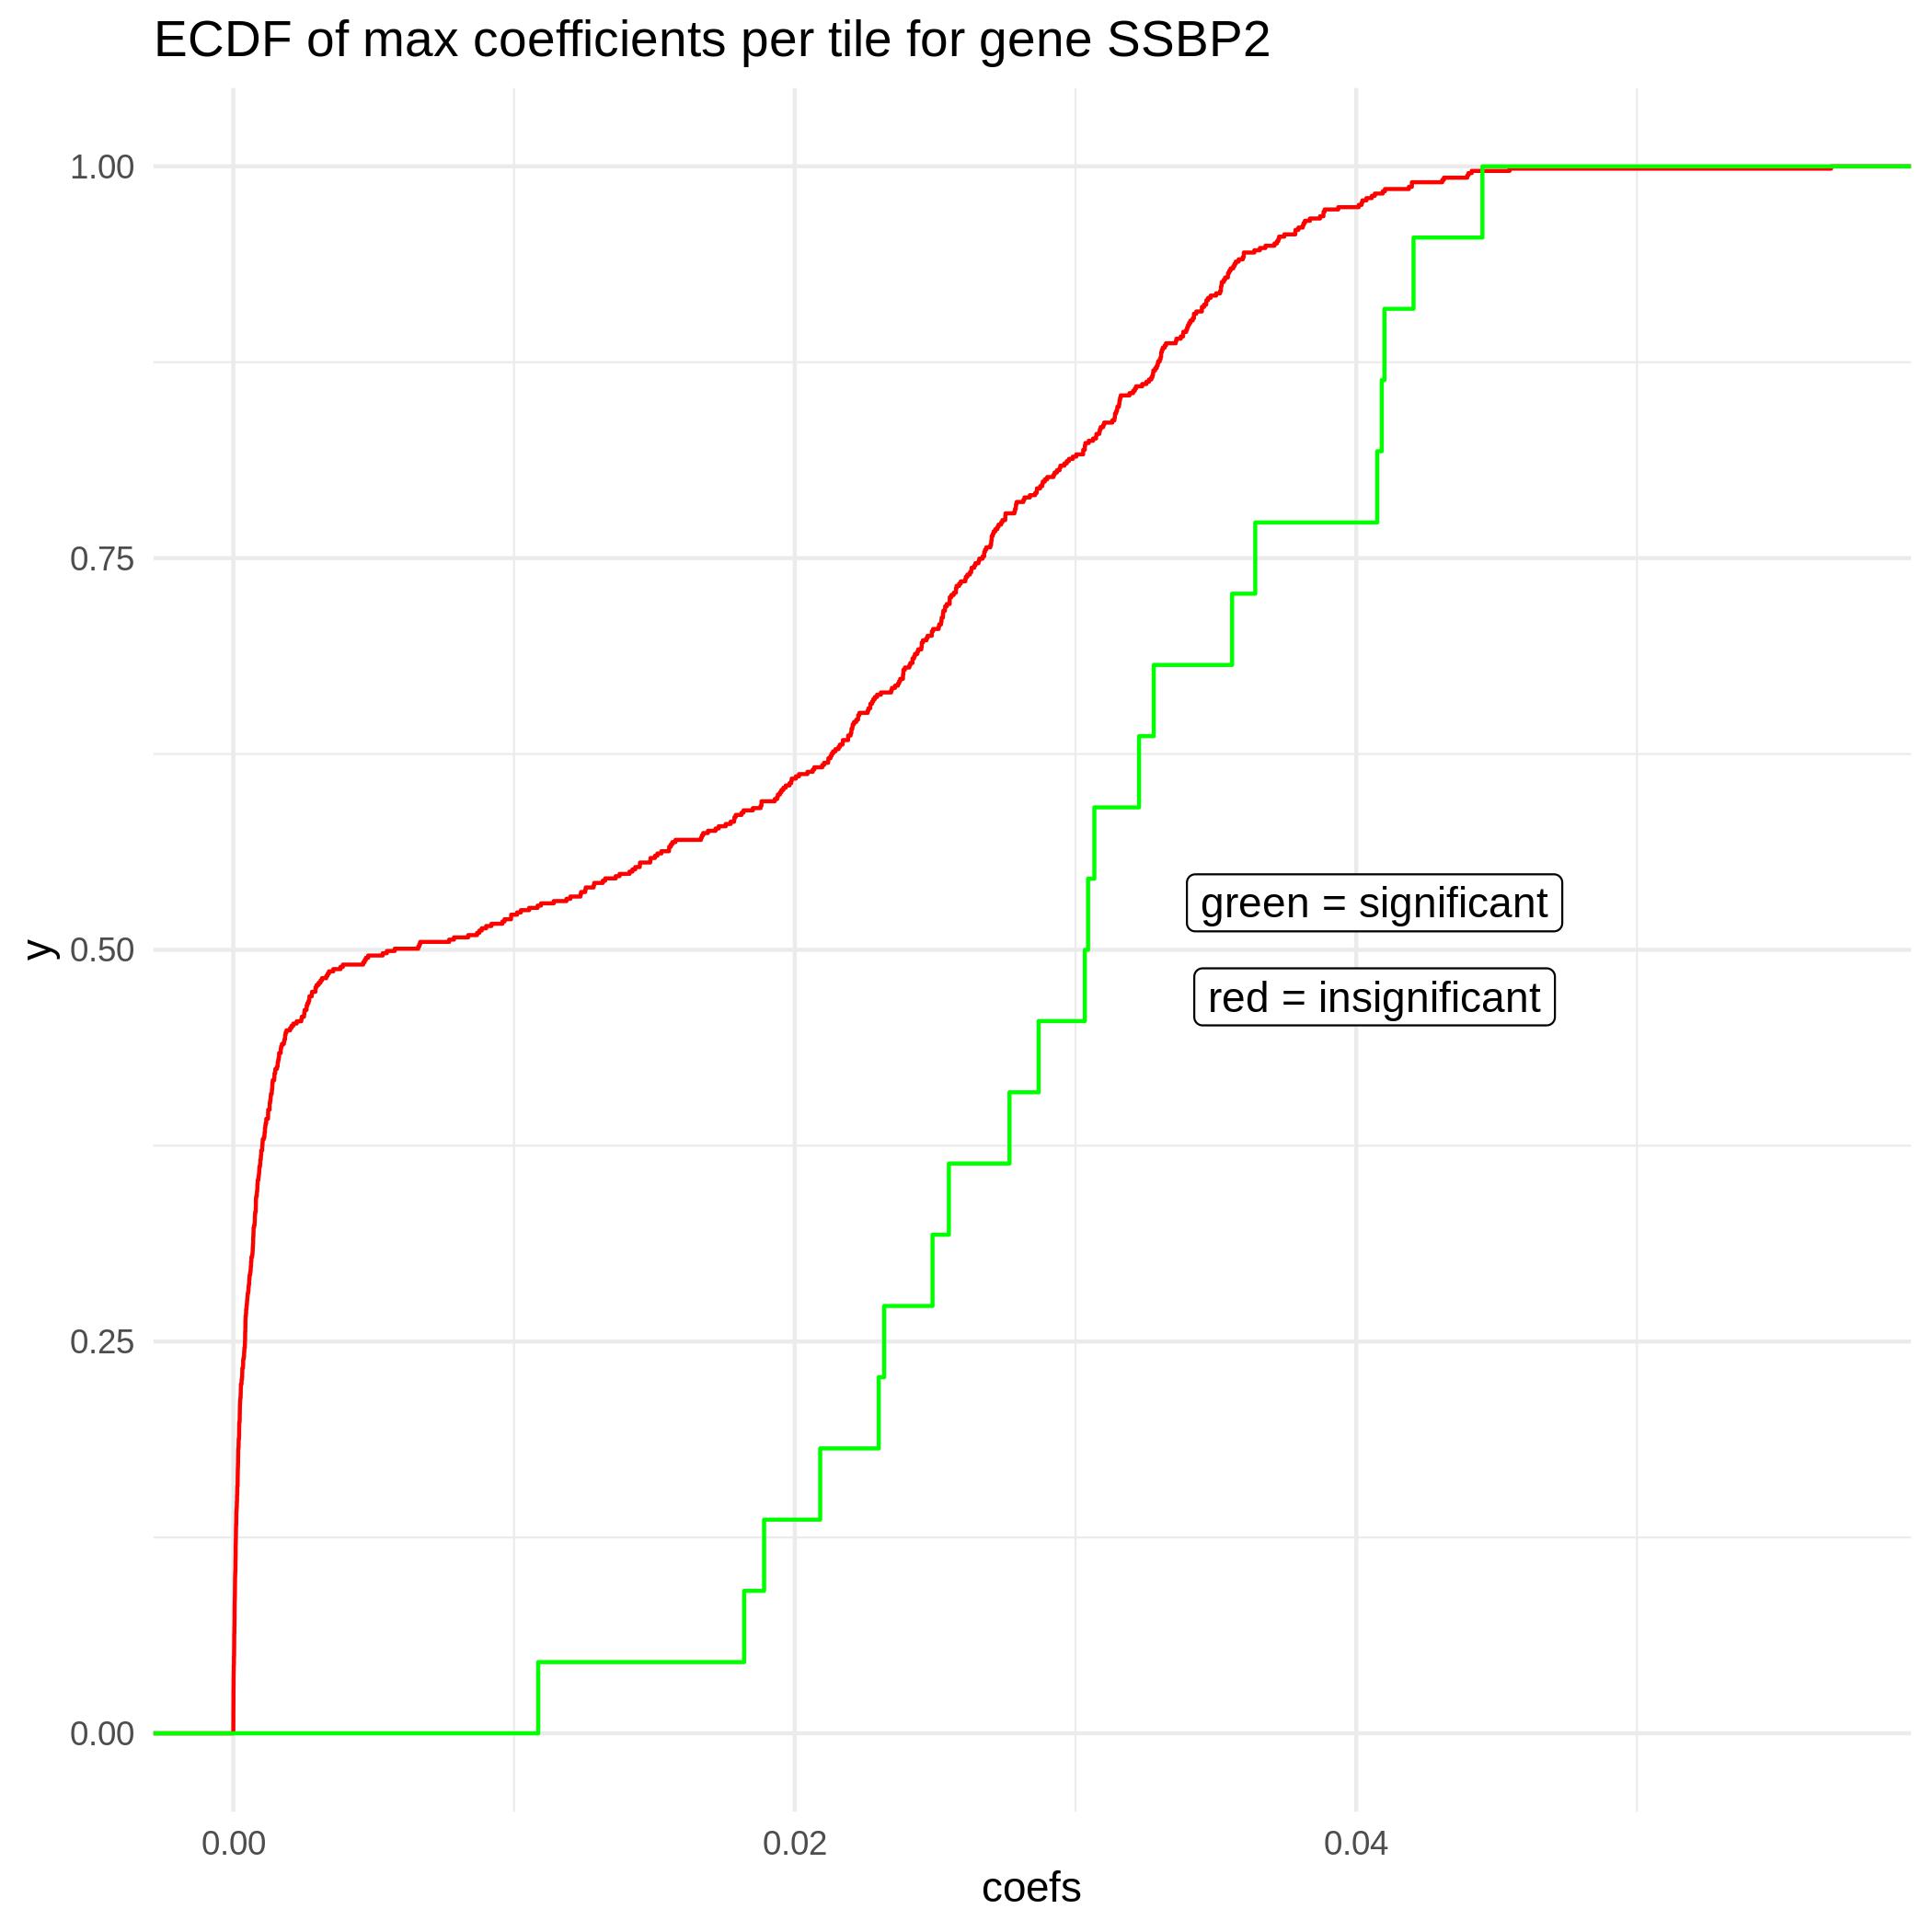 ECDF of max coefficients per tile for gene SSBP2
1.00
0.75
0.50
0.25
0.00
y
green = significant
red = insignificant
0.00 0.02 0.04
coefs